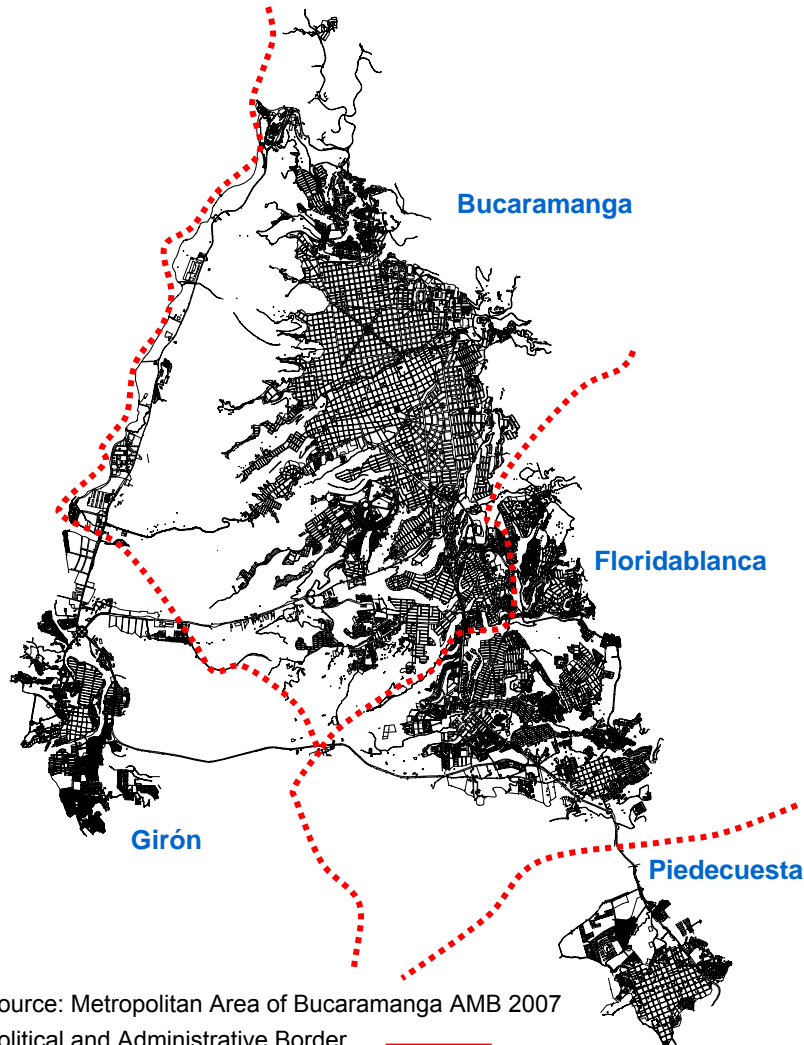 Bucaramanga
Floridablanca
Girón
Piedecuesta
ource: Metropolitan Area of Bucaramanga AMB 2007
olitical and Administrative Border